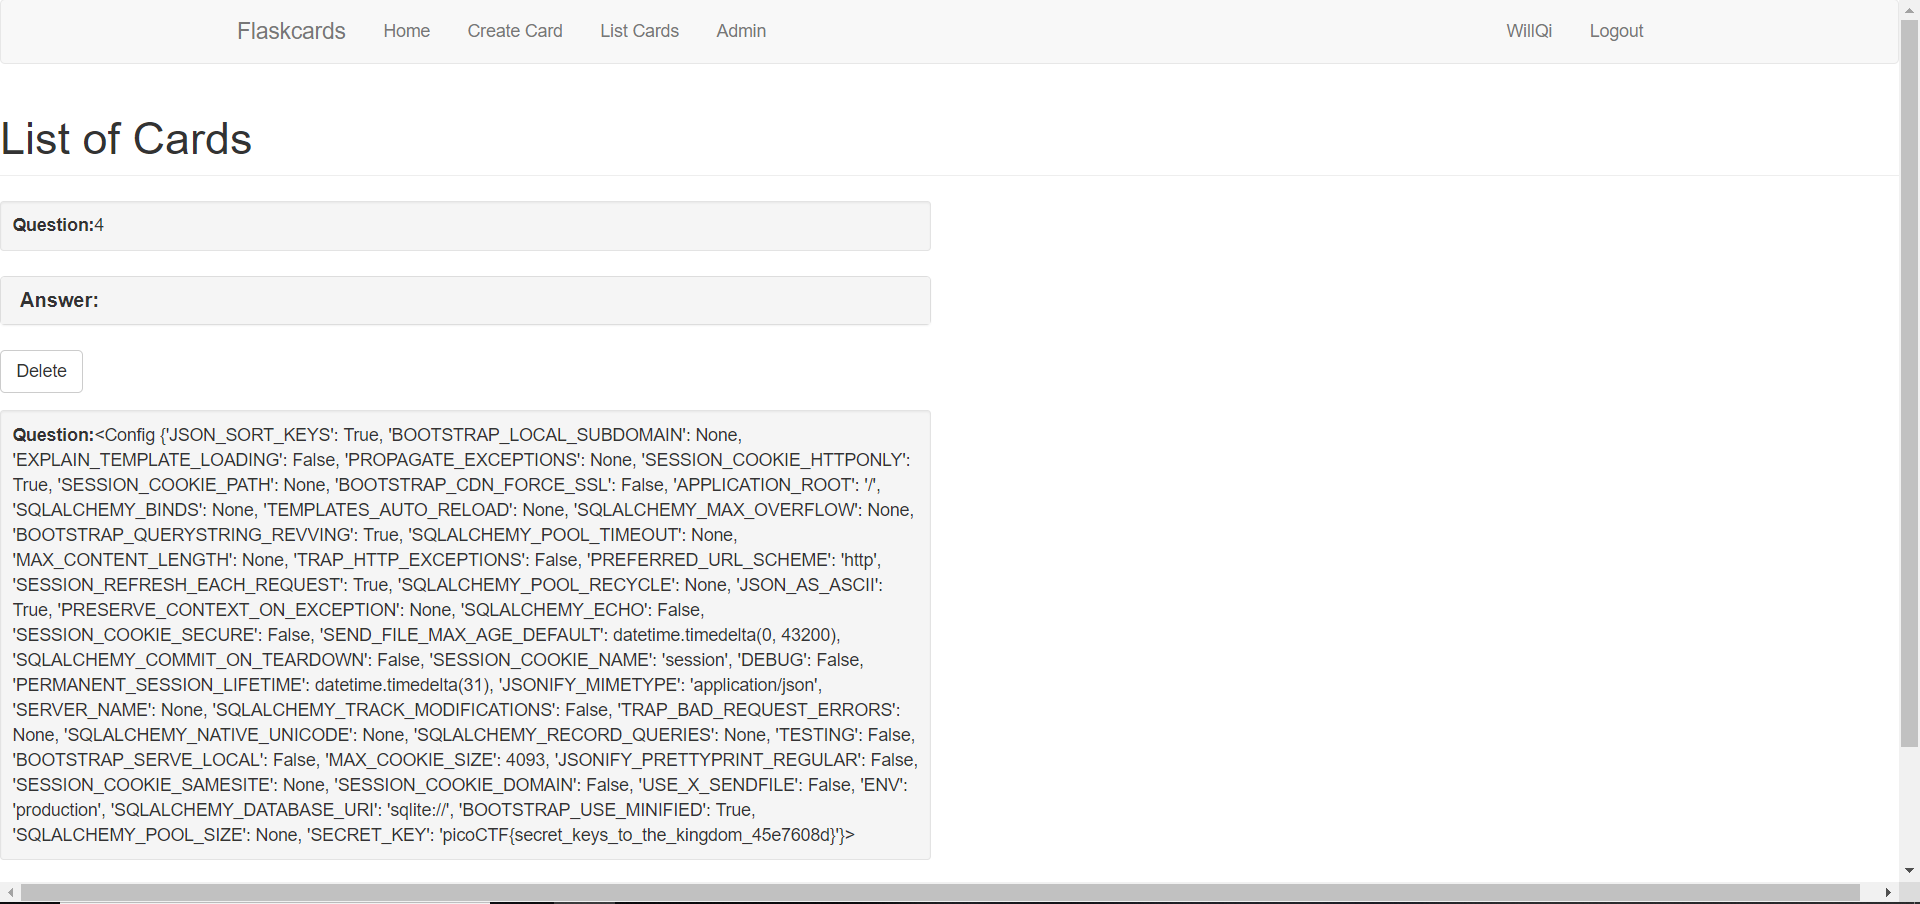 Flaskcards Home Create Card List Cards Admin WillQi Logout
List of Cards
Question:4
Answer:
Delete
Question:<Config {'JSON_SORT_KEYS': True, 'BOOTSTRAP_LOCAL_SUBDOMAIN': None,
'EXPLAIN_TEMPLATE_LOADING': False, 'PROPAGATE_EXCEPTIONS': None, 'SESSION_COOKIE_HTTPONLY':
True, 'SESSION_COOKIE_PATH': None, 'BOOTSTRAP_CDN_FORCE_SSL': False, 'APPLICATION_ROOT': '/',
'SQLALCHEMY_BINDS': None, 'TEMPLATES_AUTO_RELOAD': None, 'SQLALCHEMY_MAX_OVERFLOW': None,
'BOOTSTRAP_QUERYSTRING_REVVING': True, 'SQLALCHEMY_POOL_TIMEOUT': None,
'MAX_CONTENT_LENGTH': None, 'TRAP_HTTP_EXCEPTIONS': False, 'PREFERRED_URL_SCHEME': 'http',
'SESSION_REFRESH_EACH_REQUEST': True, 'SQLALCHEMY_POOL_RECYCLE': None, 'JSON_AS_ASCII':
True, 'PRESERVE_CONTEXT_ON_EXCEPTION': None, 'SQLALCHEMY_ECHO': False,
'SESSION_COOKIE_SECURE': False, 'SEND_FILE_MAX_AGE_DEFAULT': datetime.timedelta(0, 43200),
'SQLALCHEMY_COMMIT_ON_TEARDOWN': False, 'SESSION_COOKIE_NAME': 'session', 'DEBUG': False,
'PERMANENT_SESSION_LIFETIME': datetime.timedelta(31), 'JSONIFY_MIMETYPE': 'application/json',
'SERVER_NAME': None, 'SQLALCHEMY_TRACK_MODIFICATIONS': False, 'TRAP_BAD_REQUEST_ERRORS':
None, 'SQLALCHEMY_NATIVE_UNICODE': None, 'SQLALCHEMY_RECORD_QUERIES': None, 'TESTING': False,
'BOOTSTRAP_SERVE_LOCAL': False, 'MAX_COOKIE_SIZE': 4093, 'JSONIFY_PRETTYPRINT_REGULAR': False,
'SESSION_COOKIE_SAMESITE': None, 'SESSION_COOKIE_DOMAIN': False, 'USE_X_SENDFILE': False, 'ENV':
'production', 'SQLALCHEMY_DATABASE_URI': 'sqlite://', 'BOOTSTRAP_USE_MINIFIED': True,
'SQLALCHEMY_POOL_SIZE': None, 'SECRET_KEY': 'picoCTF{secret_keys_to_the_kingdom_45e7608d}'}>